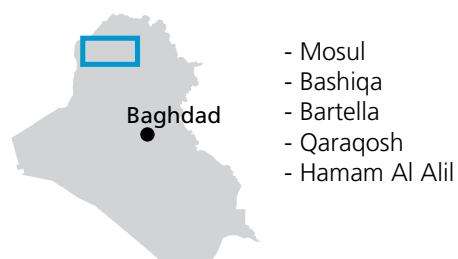 Baghdad
- Mosul
- Bashiqa
- Bartella
- Qaraqosh
- Hamam Al Alil